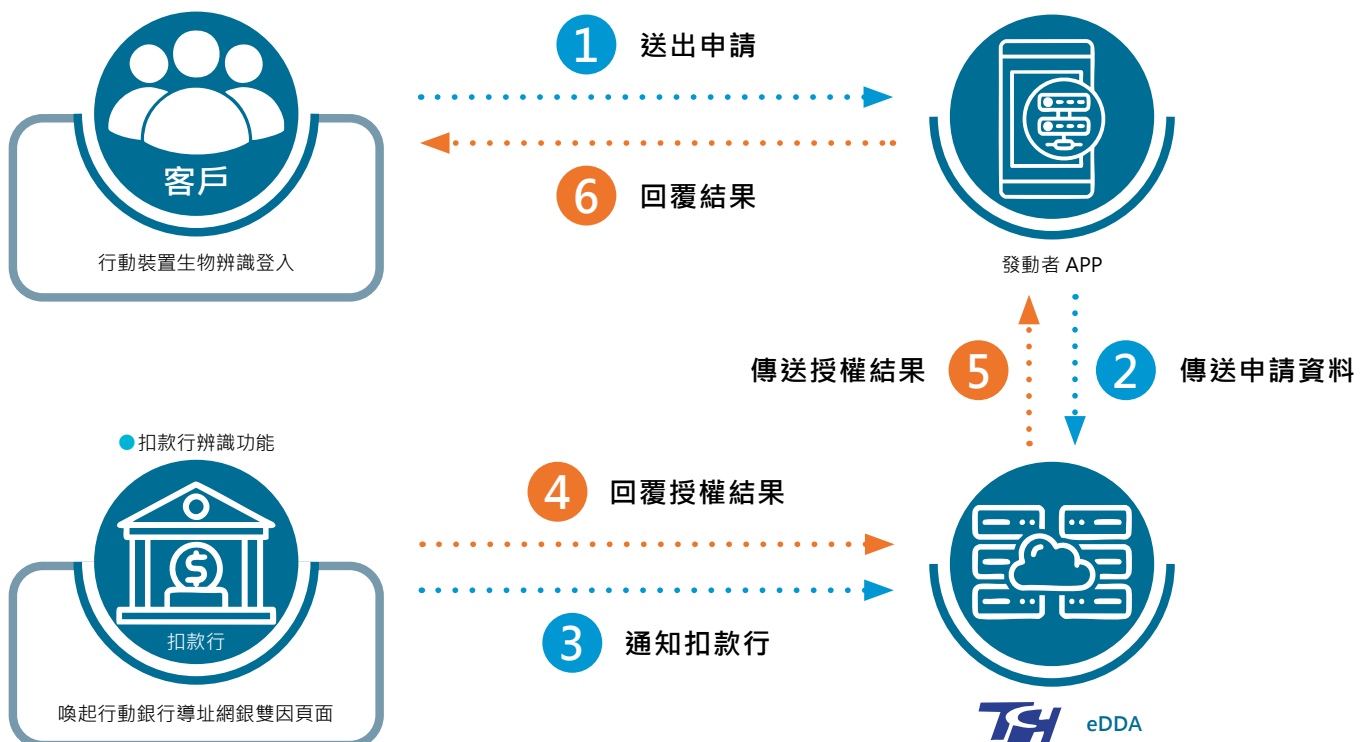 1 送出申請
客戶
6 回覆結果
行動裝置生物辨識登入
發動者 APP
傳送授權結果 5
2 傳送申請資料
●扣款行辨識功能
4 回覆授權結果
$
扣款行
3 通知扣款行
喚起行動銀行導址網銀雙因頁面
TCH eDDA